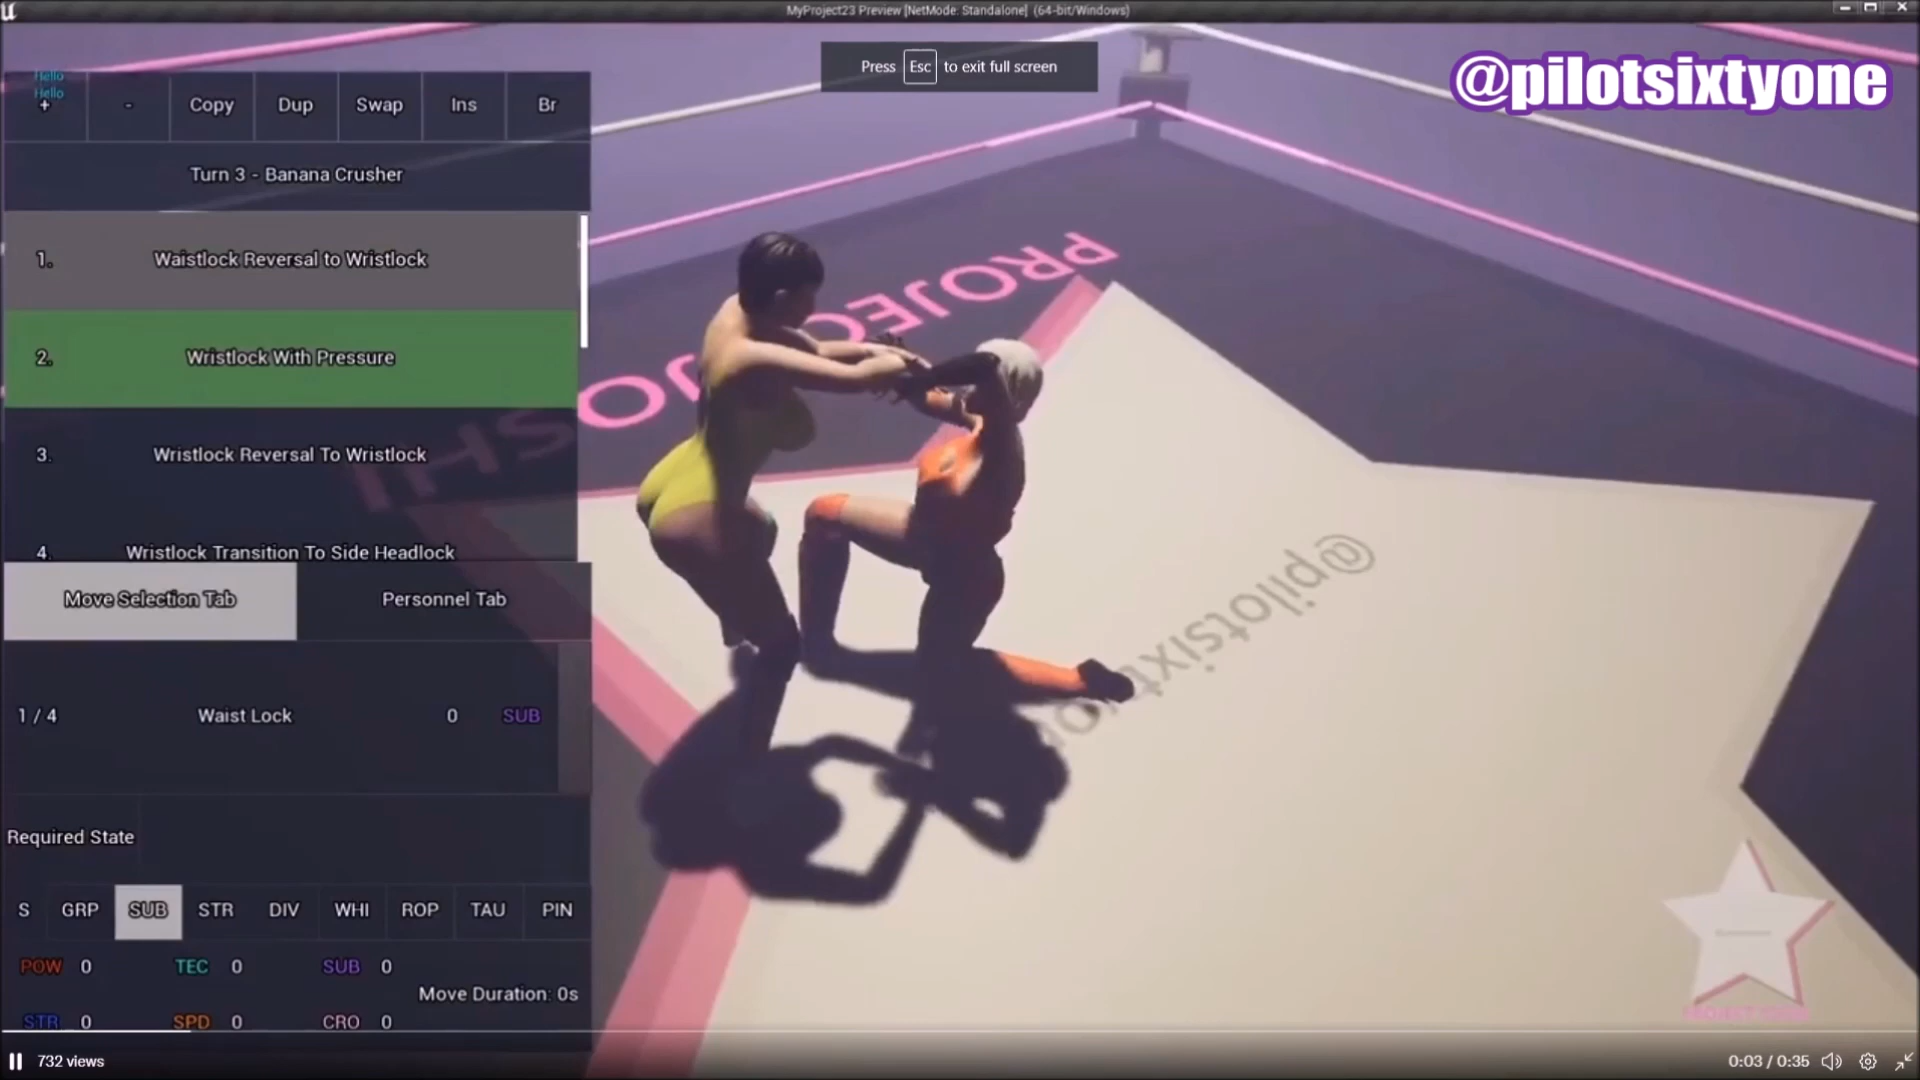 MyProject23 Preview [NetMode: Standalone] (64-bit/Windows)
Press Esc to exit full screen
@pilotsixtyone
Hello
Hello
+ - Copy Dup Swap Ins Br
Turn 3 - Banana Crusher
1. Waistlock Reversal to Wristlock
2. Wristlock With Pressure
3. Wristlock Reversal To Wristlock
4. Wristlock Transition To Side Headlock
Move Selection Tab Personnel Tab
1 / 4 Waist Lock 0 SUB
Required State
S GRP SUB STR DIV WHI ROP TAU PIN
POW 0 TEC 0 SUB 0
Move Duration: 0s
STR 0 SPD 0 CRO 0
PROJEC
JOSHI
@pilotsixty
732 views
0:03 / 0:35